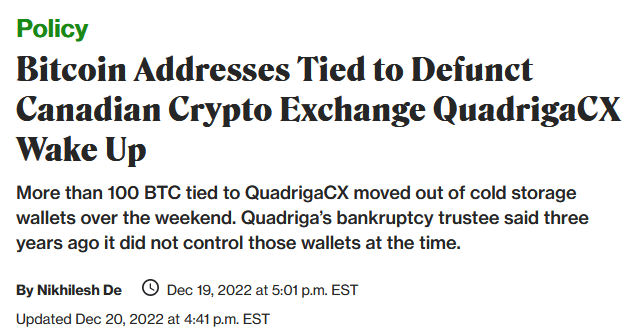 Policy
Bitcoin Addresses Tied to Defunct
Canadian Crypto Exchange QuadrigaCX
Wake Up
More than 100 BTC tied to QuadrigaCX moved out of cold storage
wallets over the weekend. Quadriga’s bankruptcy trustee said three
years ago it did not control those wallets at the time.
By Nikhilesh De Dec 19, 2022 at 5:01 p.m. EST
Updated Dec 20, 2022 at 4:41 p.m. EST